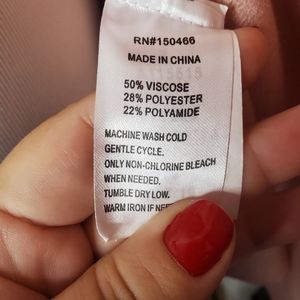 RN#150466
MADE IN CHINA
50% VISCOSE
28% POLYESTER
22% POLYAMIDE
MACHINE WASH COLD
GENTLE CYCLE.
ONLY NON-CHLORINE BLEACH
WHEN NEEDED.
TUMBLE DRY LOW.
WARM IRON IF